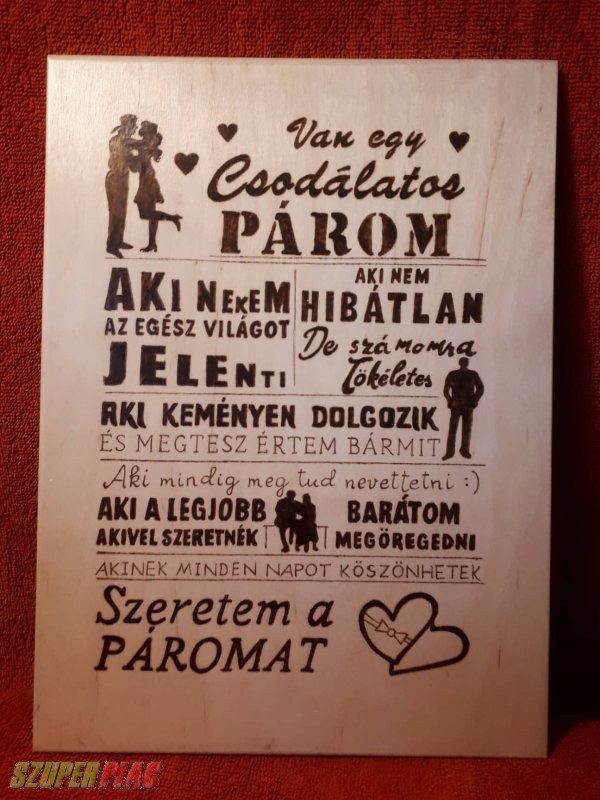 Van egy
Csodálatos
PÁROM
AKI NEKEM
AZ EGÉSZ VILÁGOT
JELENTI
AKI NEM
HIBÁTLAN
De számomra
Tökéletes
AKI KEMÉNYEN DOLGOZIK
ÉS MEGTESZ ÉRTEM BÁRMIT
Aki mindig meg tud nevettetni :)
AKI A LEGJOBB BARÁTOM
AKIVEL SZERETNÉK MEGÖREGEDNI
AKINEK MINDEN NAPOT KÖSZÖNHETEK
Szeretem a
PÁROMAT
SZUPERPIAC